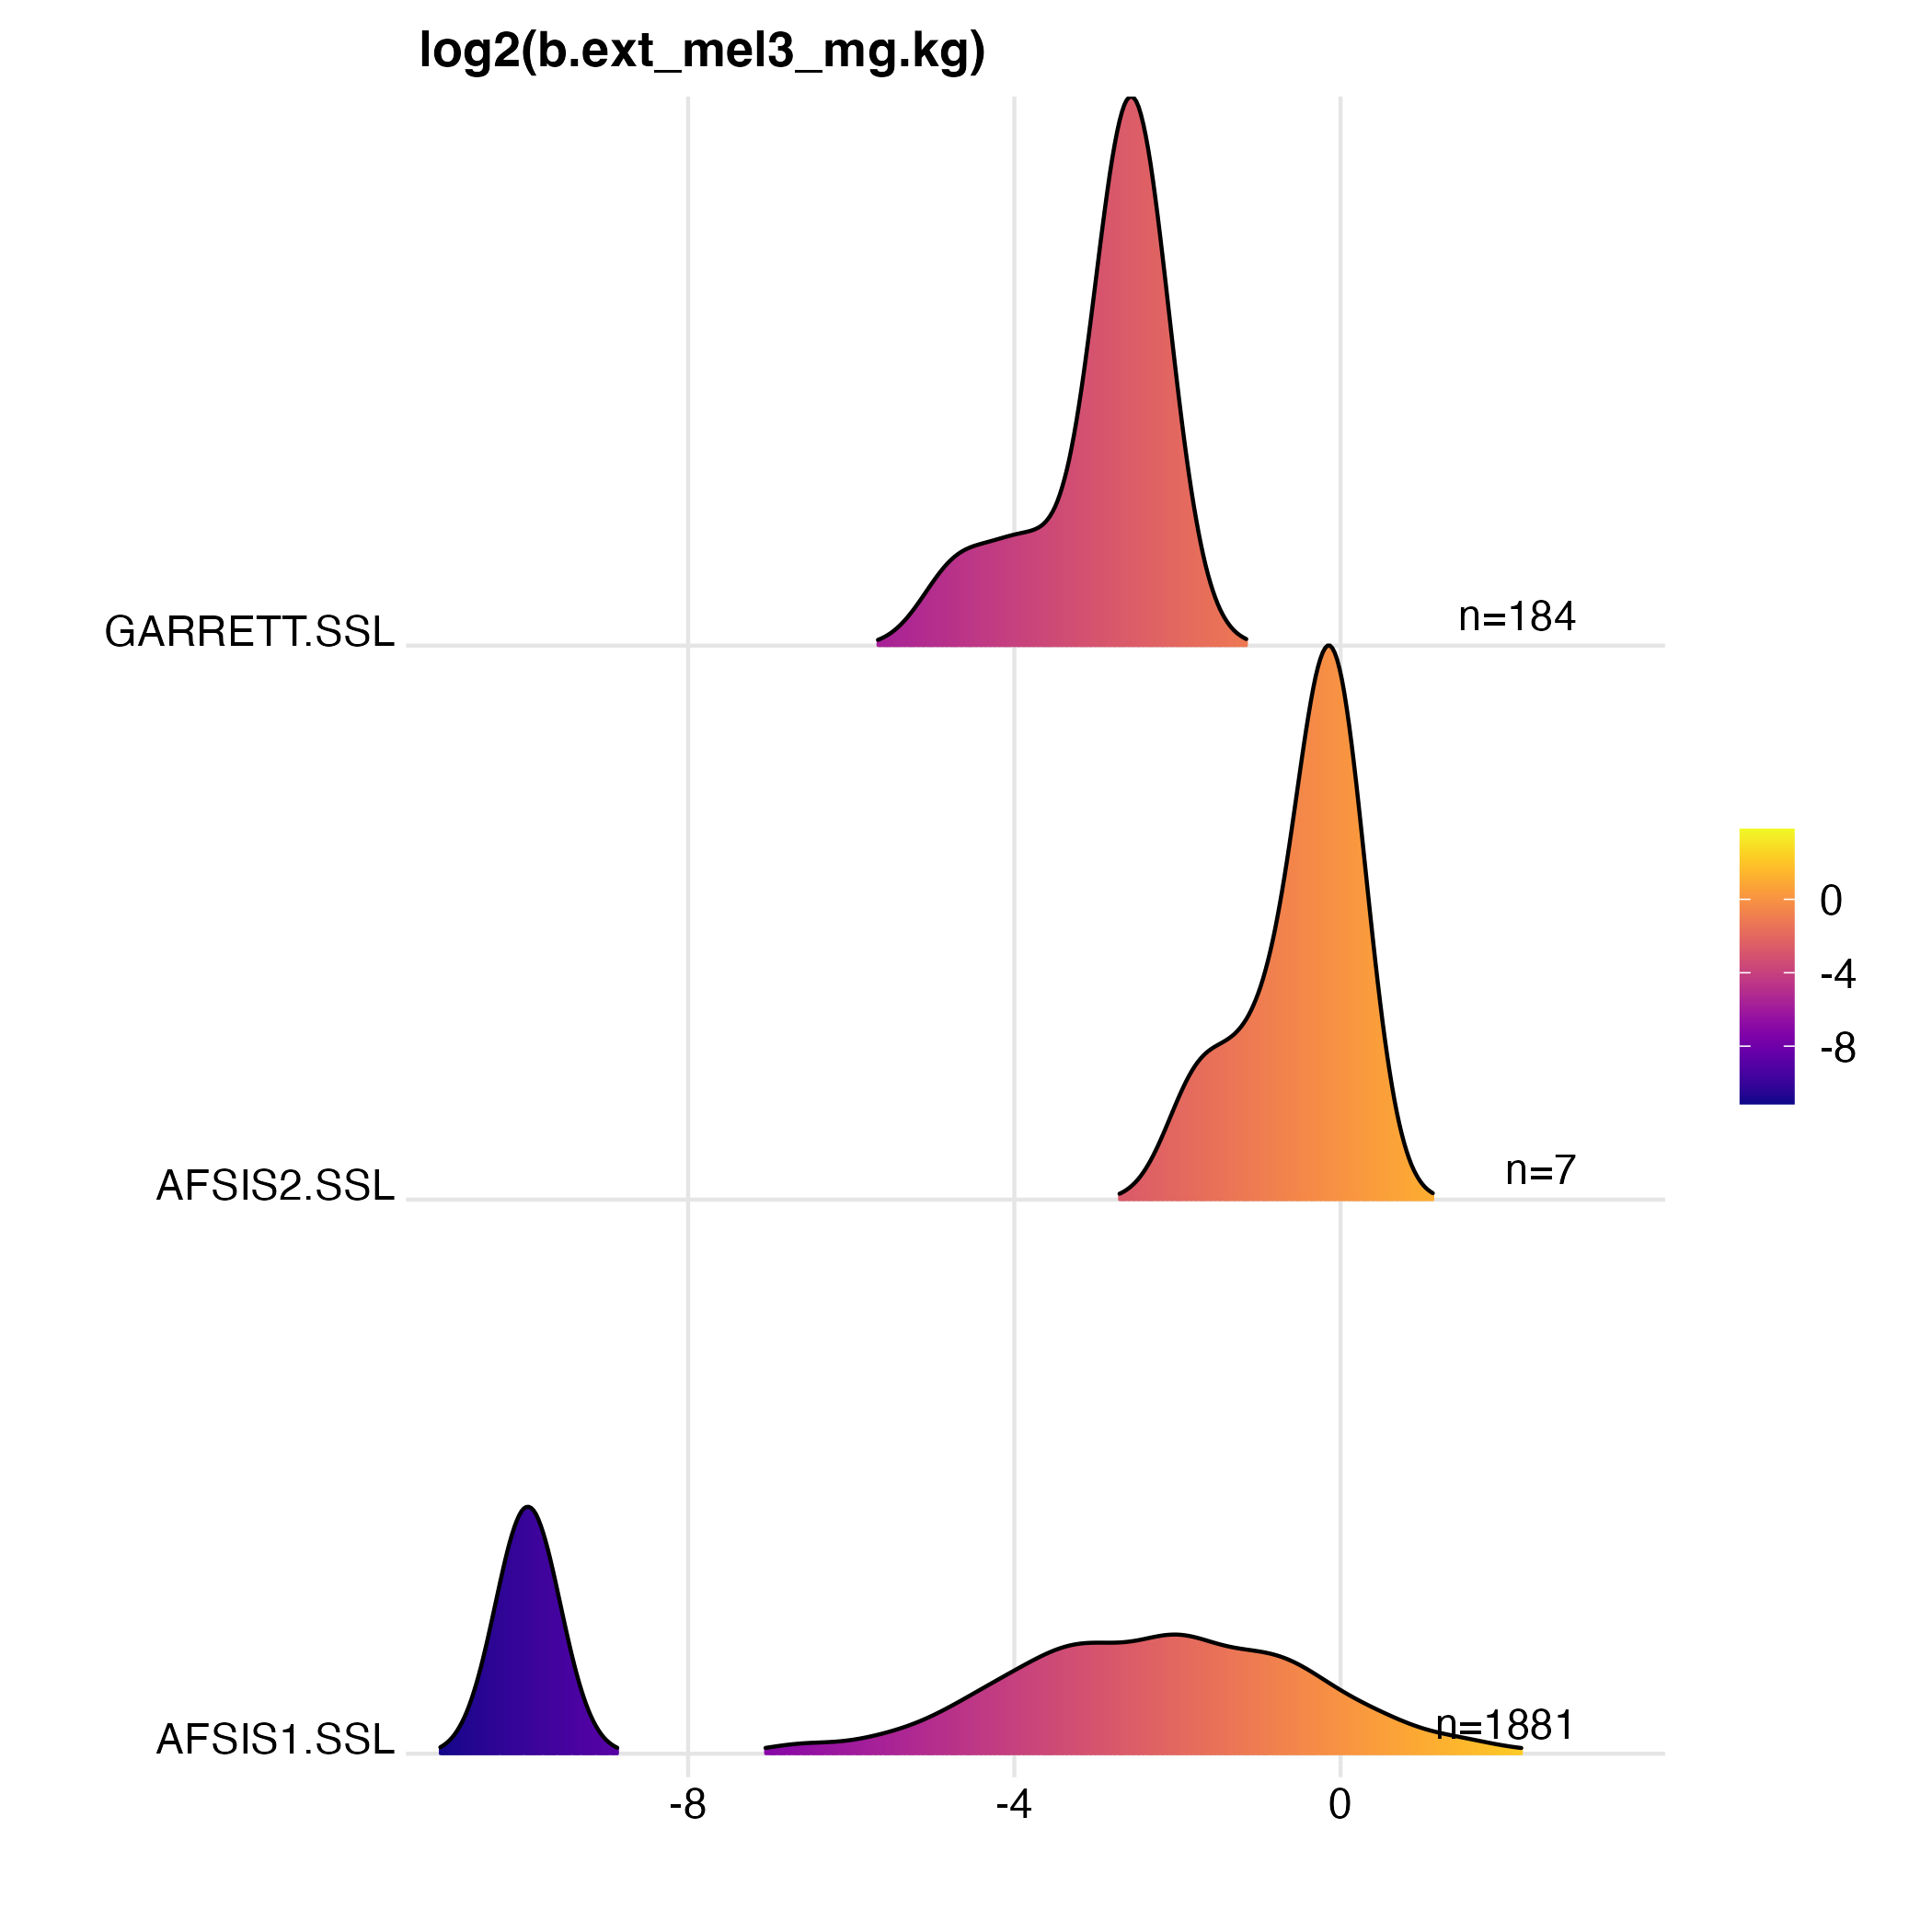 log2(b.ext_mel3_mg.kg)
GARRETT.SSL
n=184
0
-4
-8
AFSIS2.SSL
n=7
AFSIS1.SSL
n=1881
-8
-4
0